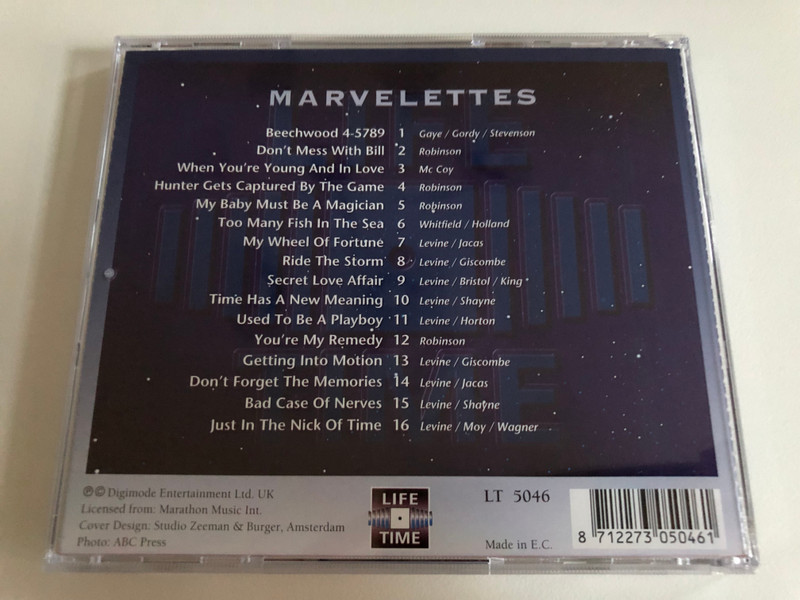 MARVELETTES
Beechwood 4-5789 1 Gaye / Gordy / Stevenson
Don't Mess With Bill 2 Robinson
When You're Young And In Love 3 Mc Coy
Hunter Gets Captured By The Game 4 Robinson
My Baby Must Be A Magician 5 Robinson
Too Many Fish In The Sea 6 Whitfield / Holland
My Wheel Of Fortune 7 Levine / Jacas
Ride The Storm 8 Levine / Giscombe
Secret Love Affair 9 Levine / Bristol / King
Time Has A New Meaning 10 Levine / Shayne
Used To Be A Playboy 11 Levine / Horton
You're My Remedy 12 Robinson
Getting Into Motion 13 Levine / Giscombe
Don't Forget The Memories 14 Levine / Jacas
Bad Case Of Nerves 15 Levine / Shayne
Just In The Nick Of Time 16 Levine / Moy / Wagner
℗© Digimode Entertainment Ltd. UK
Licensed from: Marathon Music Int.
Cover Design: Studio Zeeman & Burger, Amsterdam
Photo: ABC Press
LIFE
TIME
LT 5046
Made in E.C.
8 712273 050461
LIFE
TIME